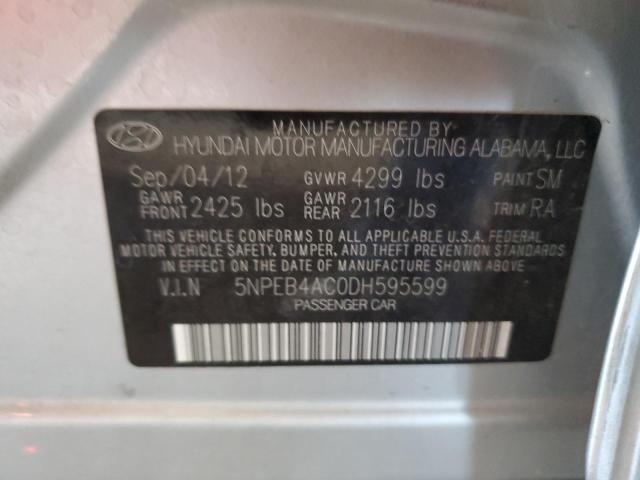 MANUFACTURED BY
HYUNDAI MOTOR MANUFACTURING ALABAMA, LLC
Sep/04/12 GVWR 4299 lbs PAINT SM
GAWR FRONT 2425 lbs GAWR REAR 2116 lbs TRIM RA
THIS VEHICLE CONFORMS TO ALL APPLICABLE U.S.A. FEDERAL
MOTOR VEHICLE SAFETY, BUMPER, AND THEFT PREVENTION STANDARDS
IN EFFECT ON THE DATE OF MANUFACTURE SHOWN ABOVE.
V.I.N 5NPEB4AC0DH595599
PASSENGER CAR